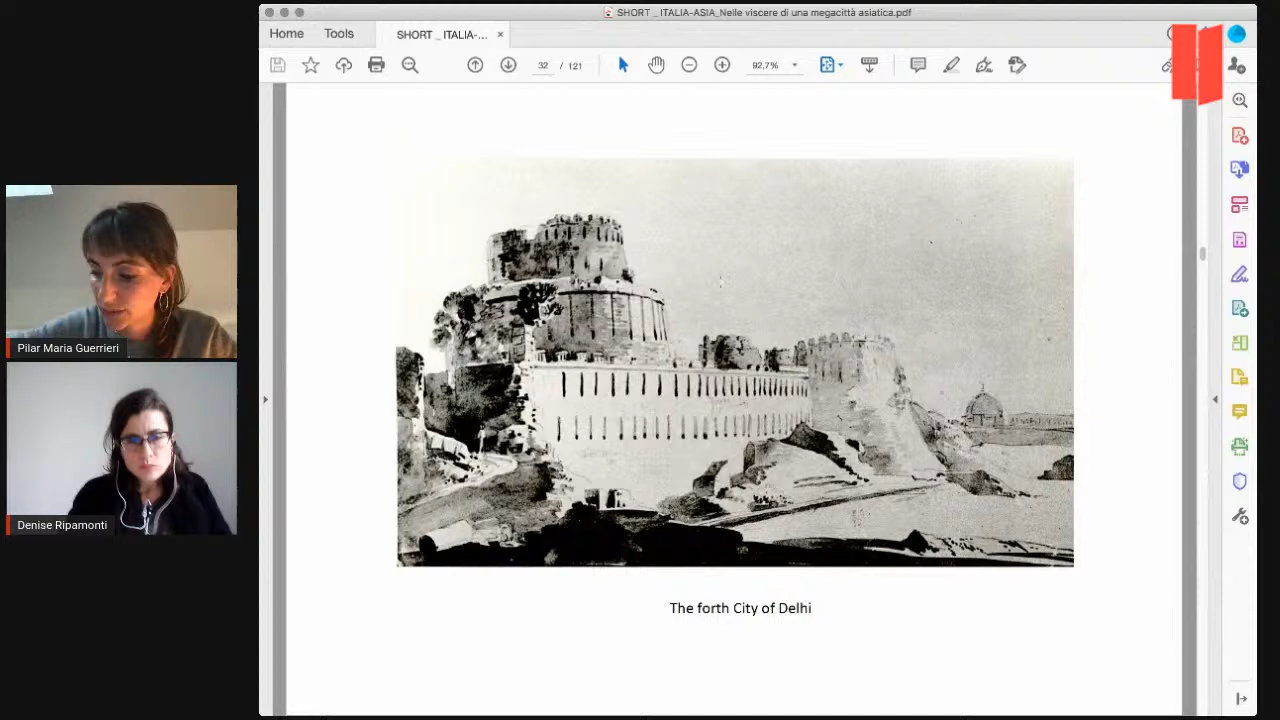 SHORT _ ITALIA-ASIA_Nelle viscere di una megacittà asiatica.pdf
Home Tools SHORT _ ITALIA-... ×
32 / 121 92,7%
Pilar Maria Guerrieri
Denise Ripamonti
The forth City of Delhi